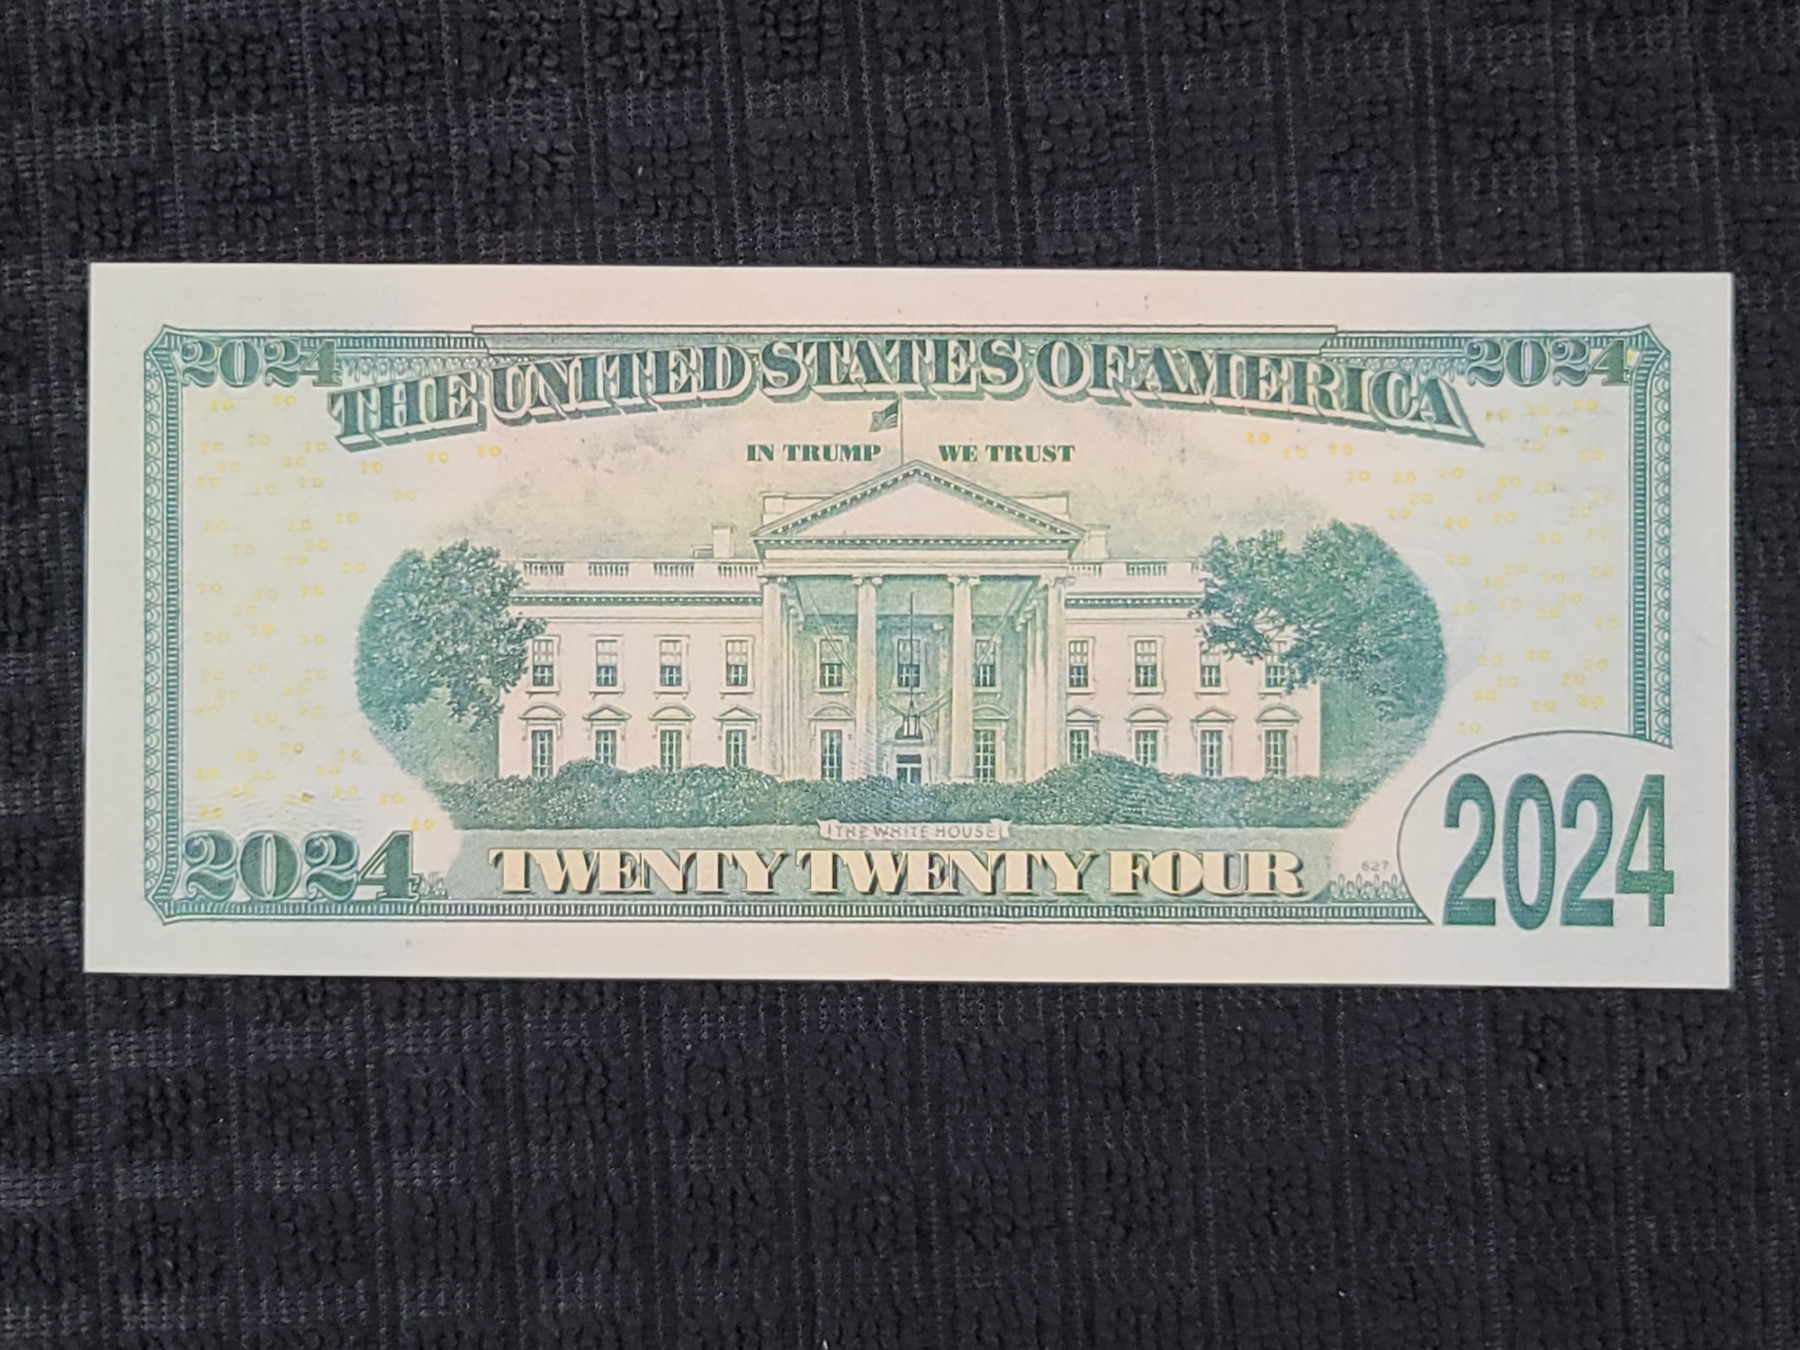 2024 THE UNITED STATES OF AMERICA 2024
IN TRUMP WE TRUST
THE WHITE HOUSE
2024 TWENTY TWENTY FOUR 627 2024